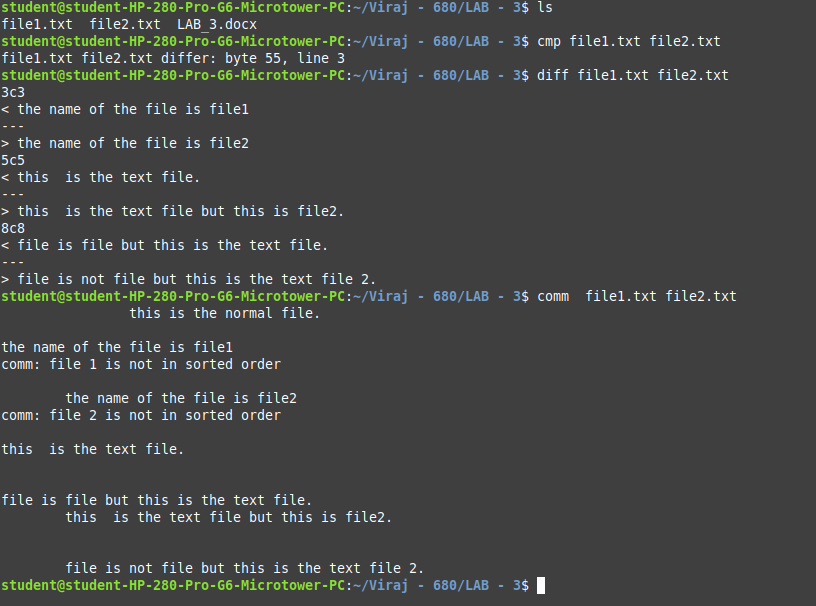 student@student-HP-280-Pro-G6-Microtower-PC:~/Viraj - 680/LAB - 3$ ls
file1.txt  file2.txt  LAB_3.docx
student@student-HP-280-Pro-G6-Microtower-PC:~/Viraj - 680/LAB - 3$ cmp file1.txt file2.txt
file1.txt file2.txt differ: byte 55, line 3
student@student-HP-280-Pro-G6-Microtower-PC:~/Viraj - 680/LAB - 3$ diff file1.txt file2.txt
3c3
< the name of the file is file1
---
> the name of the file is file2
5c5
< this  is the text file.
---
> this  is the text file but this is file2.
8c8
< file is file but this is the text file.
---
> file is not file but this is the text file 2.
student@student-HP-280-Pro-G6-Microtower-PC:~/Viraj - 680/LAB - 3$ comm  file1.txt file2.txt
                this is the normal file.

the name of the file is file1
comm: file 1 is not in sorted order

        the name of the file is file2
comm: file 2 is not in sorted order

this  is the text file.


file is file but this is the text file.
        this  is the text file but this is file2.


        file is not file but this is the text file 2.
student@student-HP-280-Pro-G6-Microtower-PC:~/Viraj - 680/LAB - 3$